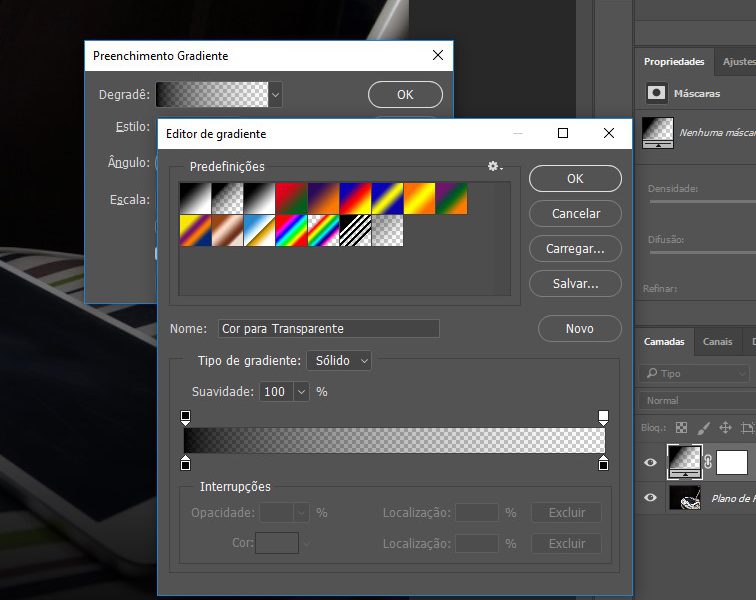 Preenchimento Gradiente
Degradê:
OK
Estilo:
Ângulo:
Escala:
Editor de gradiente
Predefinições
OK
Cancelar
Carregar...
Salvar...
Nome: Cor para Transparente
Novo
Tipo de gradiente: Sólido
Suavidade: 100 %
Interrupções
Opacidade: % Localização: % Excluir
Cor: Localização: % Excluir
Propriedades Ajustes
Máscaras
Nenhuma máscar
Densidade:
Difusão:
Refinar:
Camadas Canais D
Tipo
Normal
Bloq.:
Plano de F